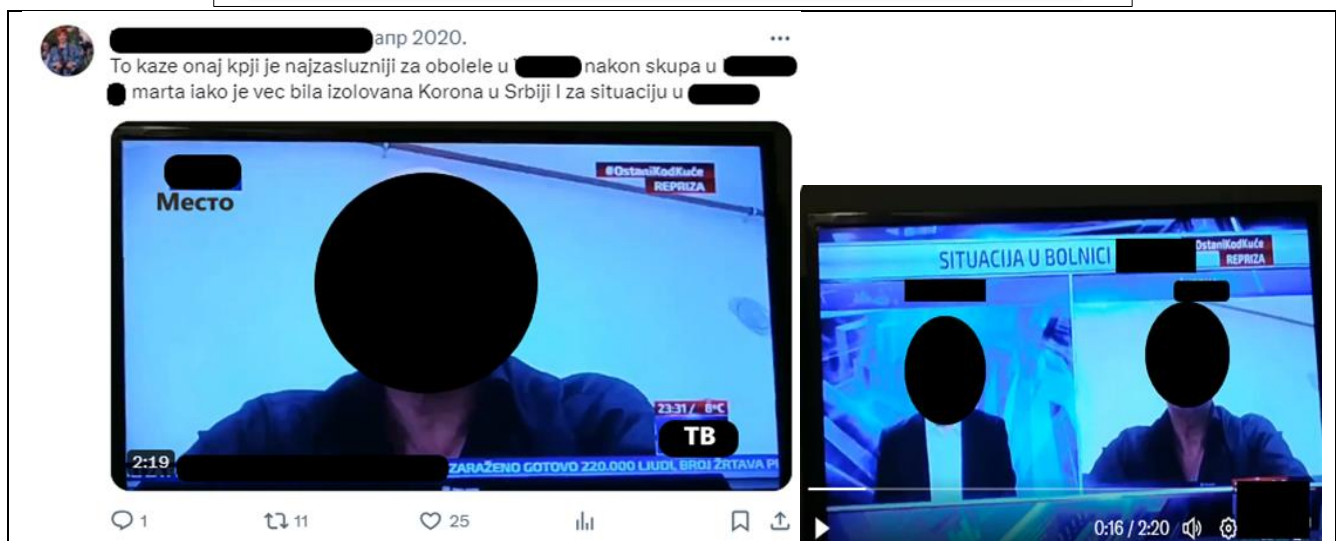 апр 2020.
To kaze onaj kpji je najzasluzniji za obolele u nakon skupa u
marta iako je vec bila izolovana Korona u Srbiji I za situaciju u
#OstaniKodKuće
REPRIZA
Место
23:31 / 8°C
ТВ
2:19
ZARAŽENO GOTOVO 220.000 LJUDI, BROJ ŽRTAVA
1
11
25
SITUACIJA U BOLNICI
OstaniKodKuće
REPRIZA
0:16 / 2:20